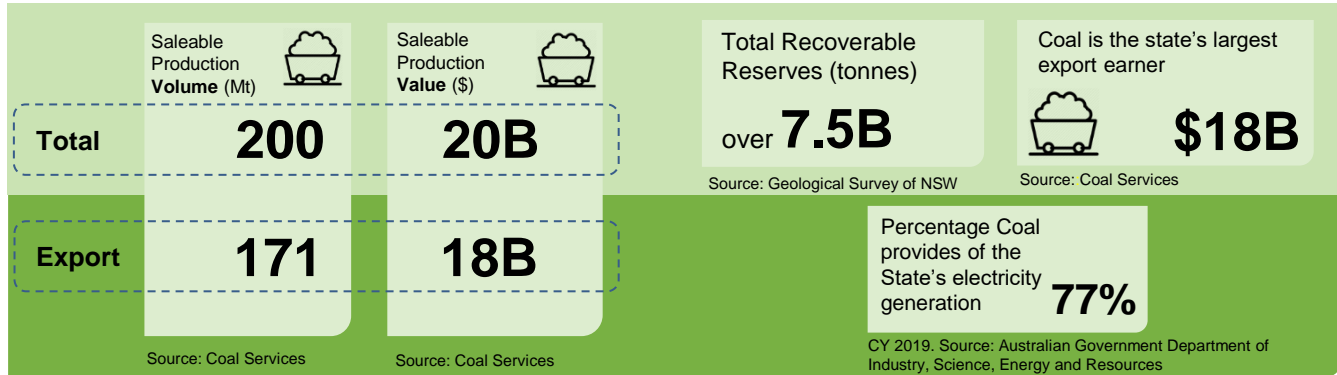 Saleable
Production
Volume (Mt)
Saleable
Production
Value ($)
Total
200
20B
Export
171
18B
Source: Coal Services
Source: Coal Services
Total Recoverable
Reserves (tonnes)
over 7.5B
Source: Geological Survey of NSW
Coal is the state's largest
export earner
$18B
Source: Coal Services
Percentage Coal
provides of the
State's electricity
generation
77%
CY 2019. Source: Australian Government Department of
Industry, Science, Energy and Resources